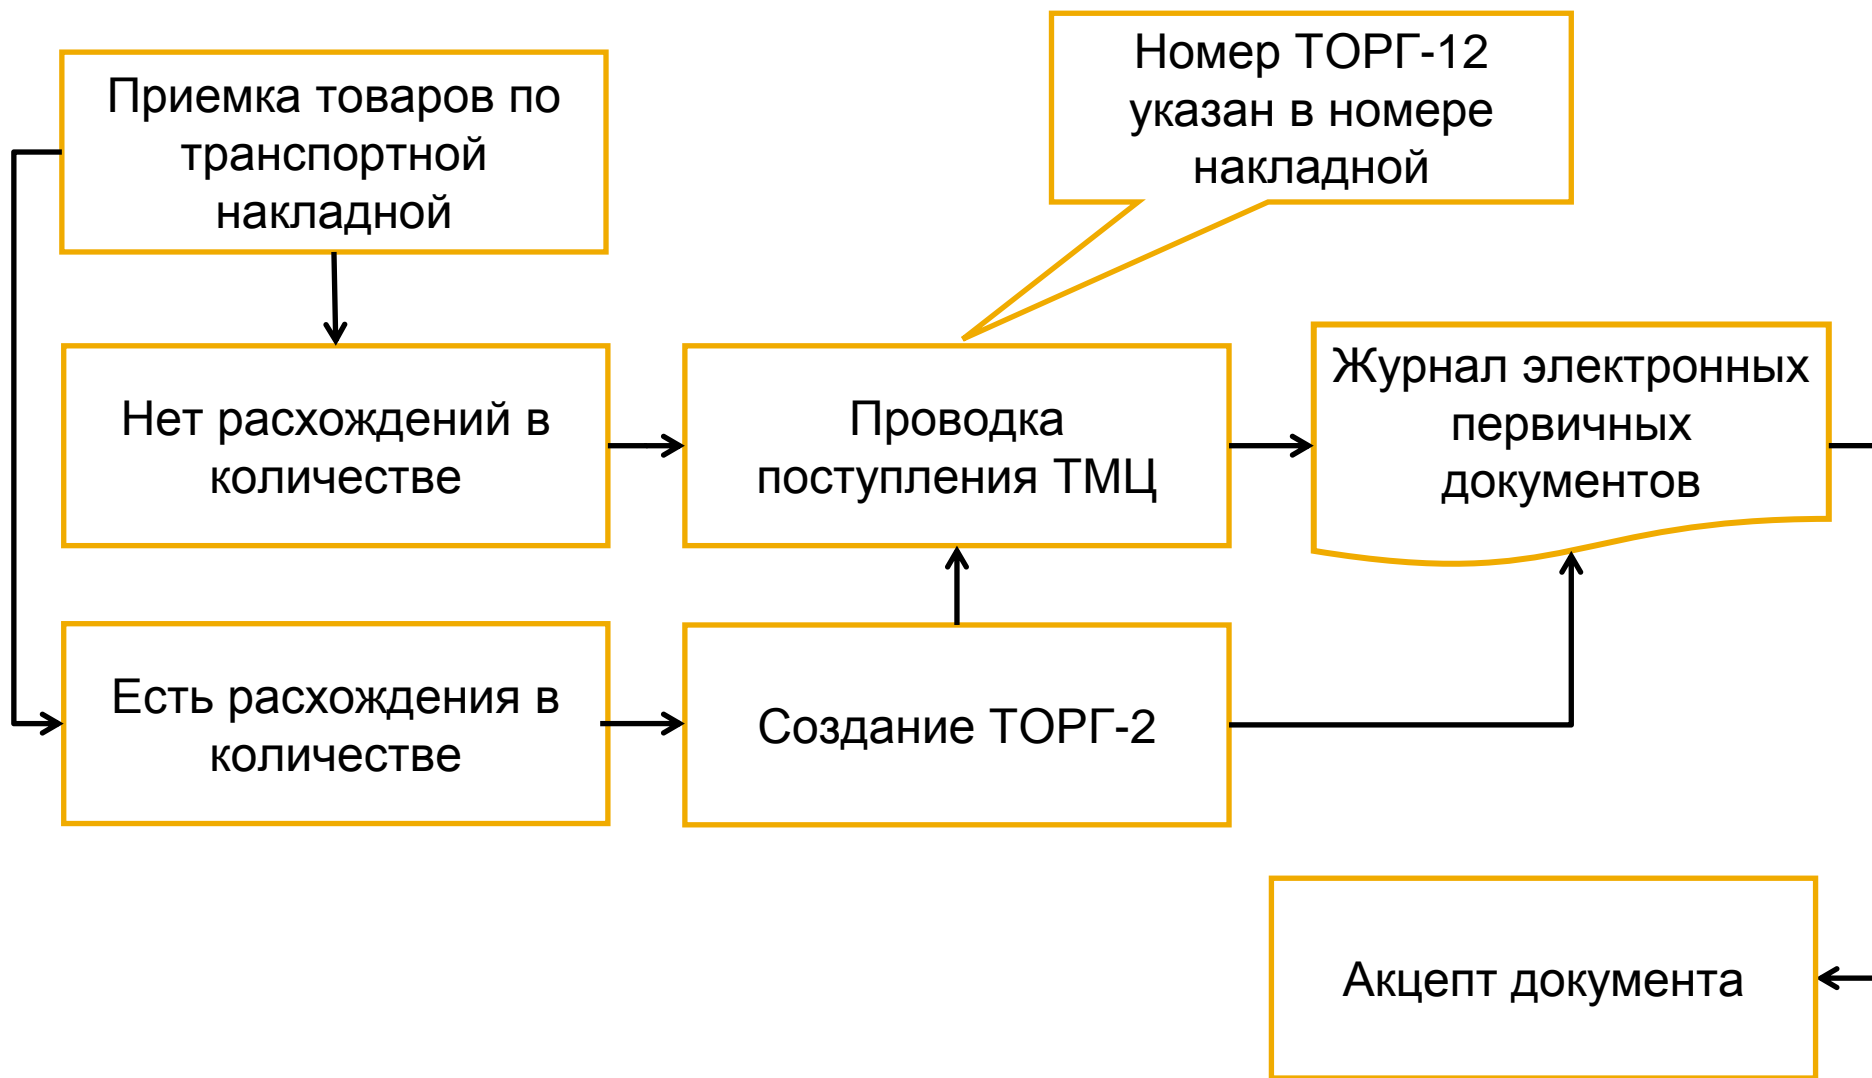 Приемка товаров по
транспортной
накладной
Номер ТОРГ-12
указан в номере
накладной
Нет расхождений в
количестве
Проводка
поступления ТМЦ
Журнал электронных
первичных
документов
Есть расхождения в
количестве
Создание ТОРГ-2
Акцепт документа